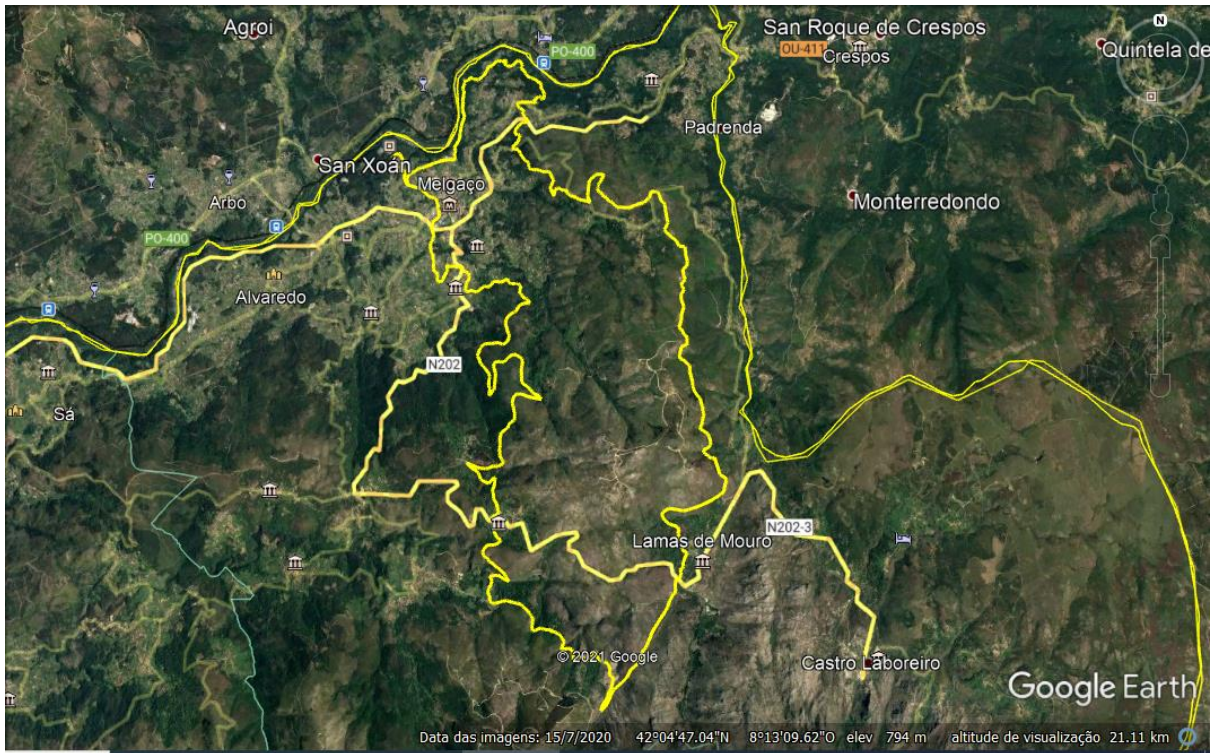 Agroi
San Roque de Crespos
N
PO-400
OU-411
Crespos
Quintela de
Padrenda
San Xoán
Melgaço
Arbo
Monterredondo
PO-400
Alvaredo
N202
Sá
N202-3
Lamas de Mouro
© 2021 Google
Castro Laboreiro
Google Earth
Data das imagens: 15/7/2020 42°04'47.04"N 8°13'09.62"O elev 794 m altitude de visualização 21.11 km